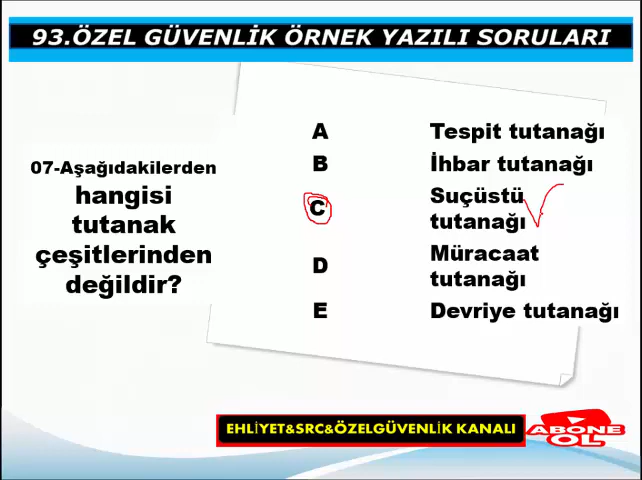 93.ÖZEL GÜVENLİK ÖRNEK YAZILI SORULARI
07-Aşağıdakilerden
hangisi
tutanak
çeşitlerinden
değildir?
A Tespit tutanağı
B İhbar tutanağı
C Suçüstü
tutanağı
D Müracaat
tutanağı
E Devriye tutanağı
EHLİYET&SRC&ÖZELGÜVENLİK KANALI
ABONE
OL